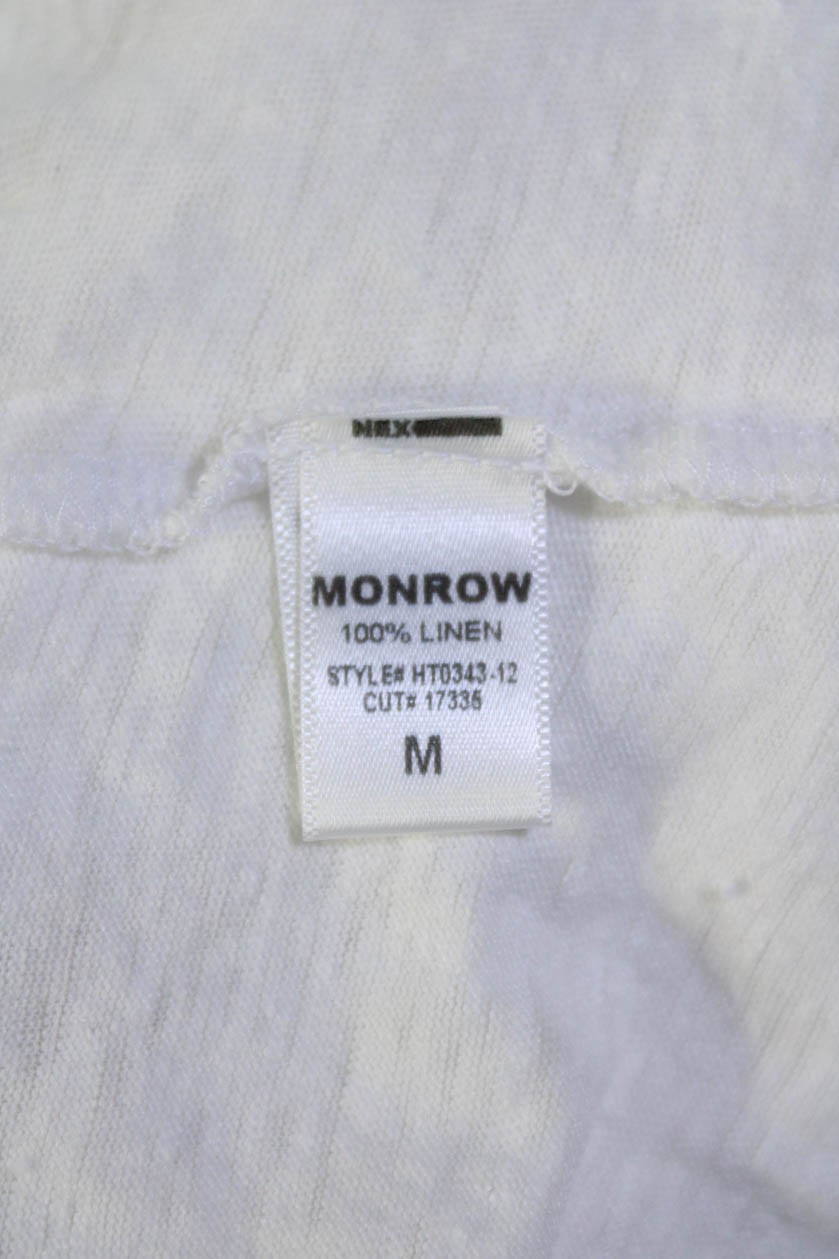 MONROW
100% LINEN
STYLE# HT0343-12
CUT# 17335
M